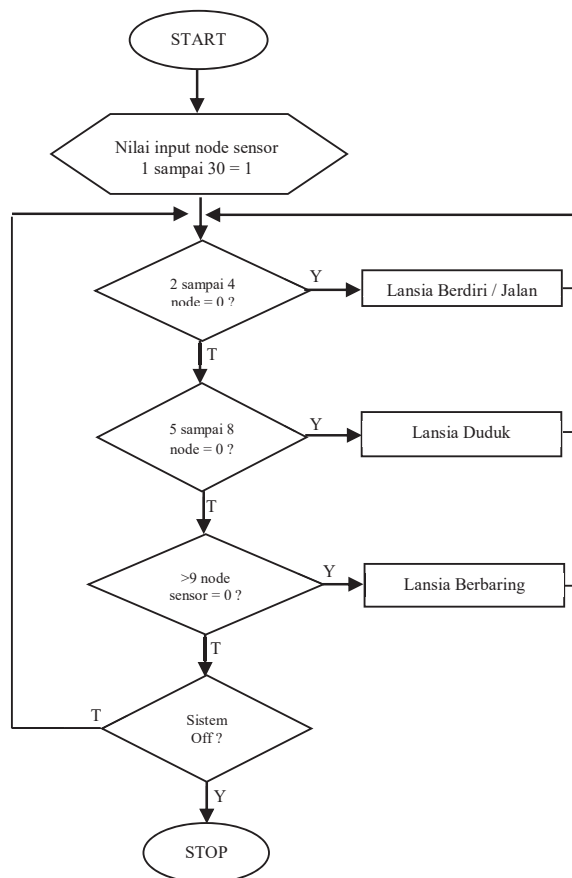 START
Nilai input node sensor
1 sampai 30 = 1
2 sampai 4
node = 0 ?
Y
Lansia Berdiri / Jalan
T
5 sampai 8
node = 0 ?
Y
Lansia Duduk
T
>9 node
sensor = 0 ?
Y
Lansia Berbaring
T
Sistem
Off ?
T
Y
STOP